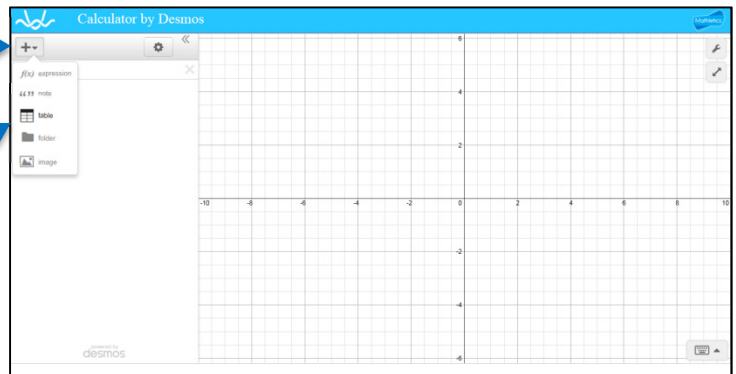 Calculator by Desmos
Mathletics
f(x) expression
note
table
folder
image
powered by
desmos
6
4
2
-10 -8 -6 -4 -2 0 2 4 6 8 10
-2
-4
-6